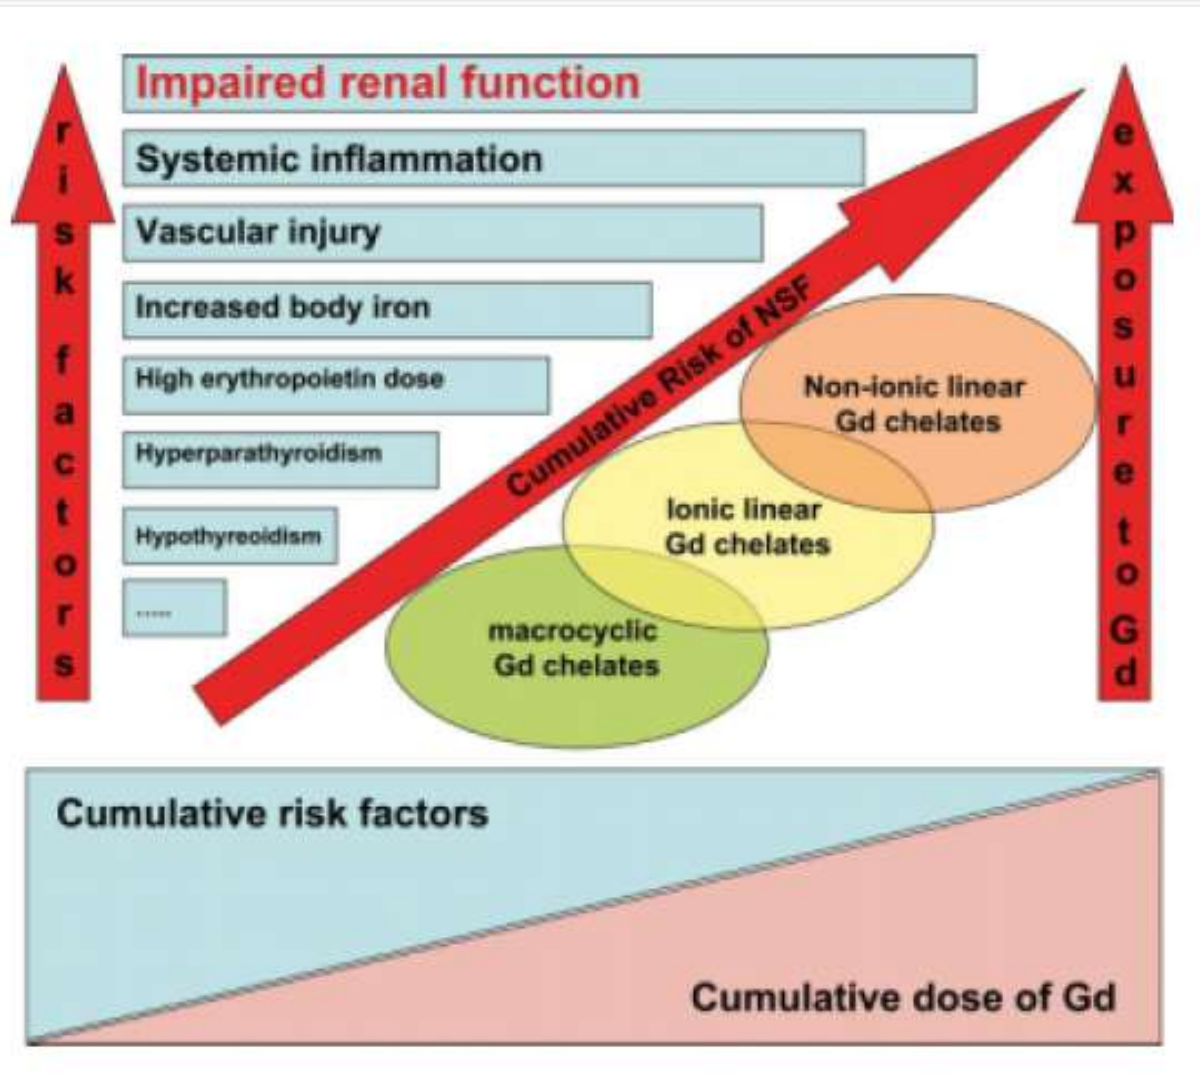 risk factors
Impaired renal function
Systemic inflammation
Vascular injury
Increased body iron
High erythropoietin dose
Hyperparathyroidism
Hypothyreoidism
.....
Cumulative Risk of NSF
Non-ionic linear
Gd chelates
Ionic linear
Gd chelates
macrocyclic
Gd chelates
exposure to Gd
Cumulative risk factors
Cumulative dose of Gd